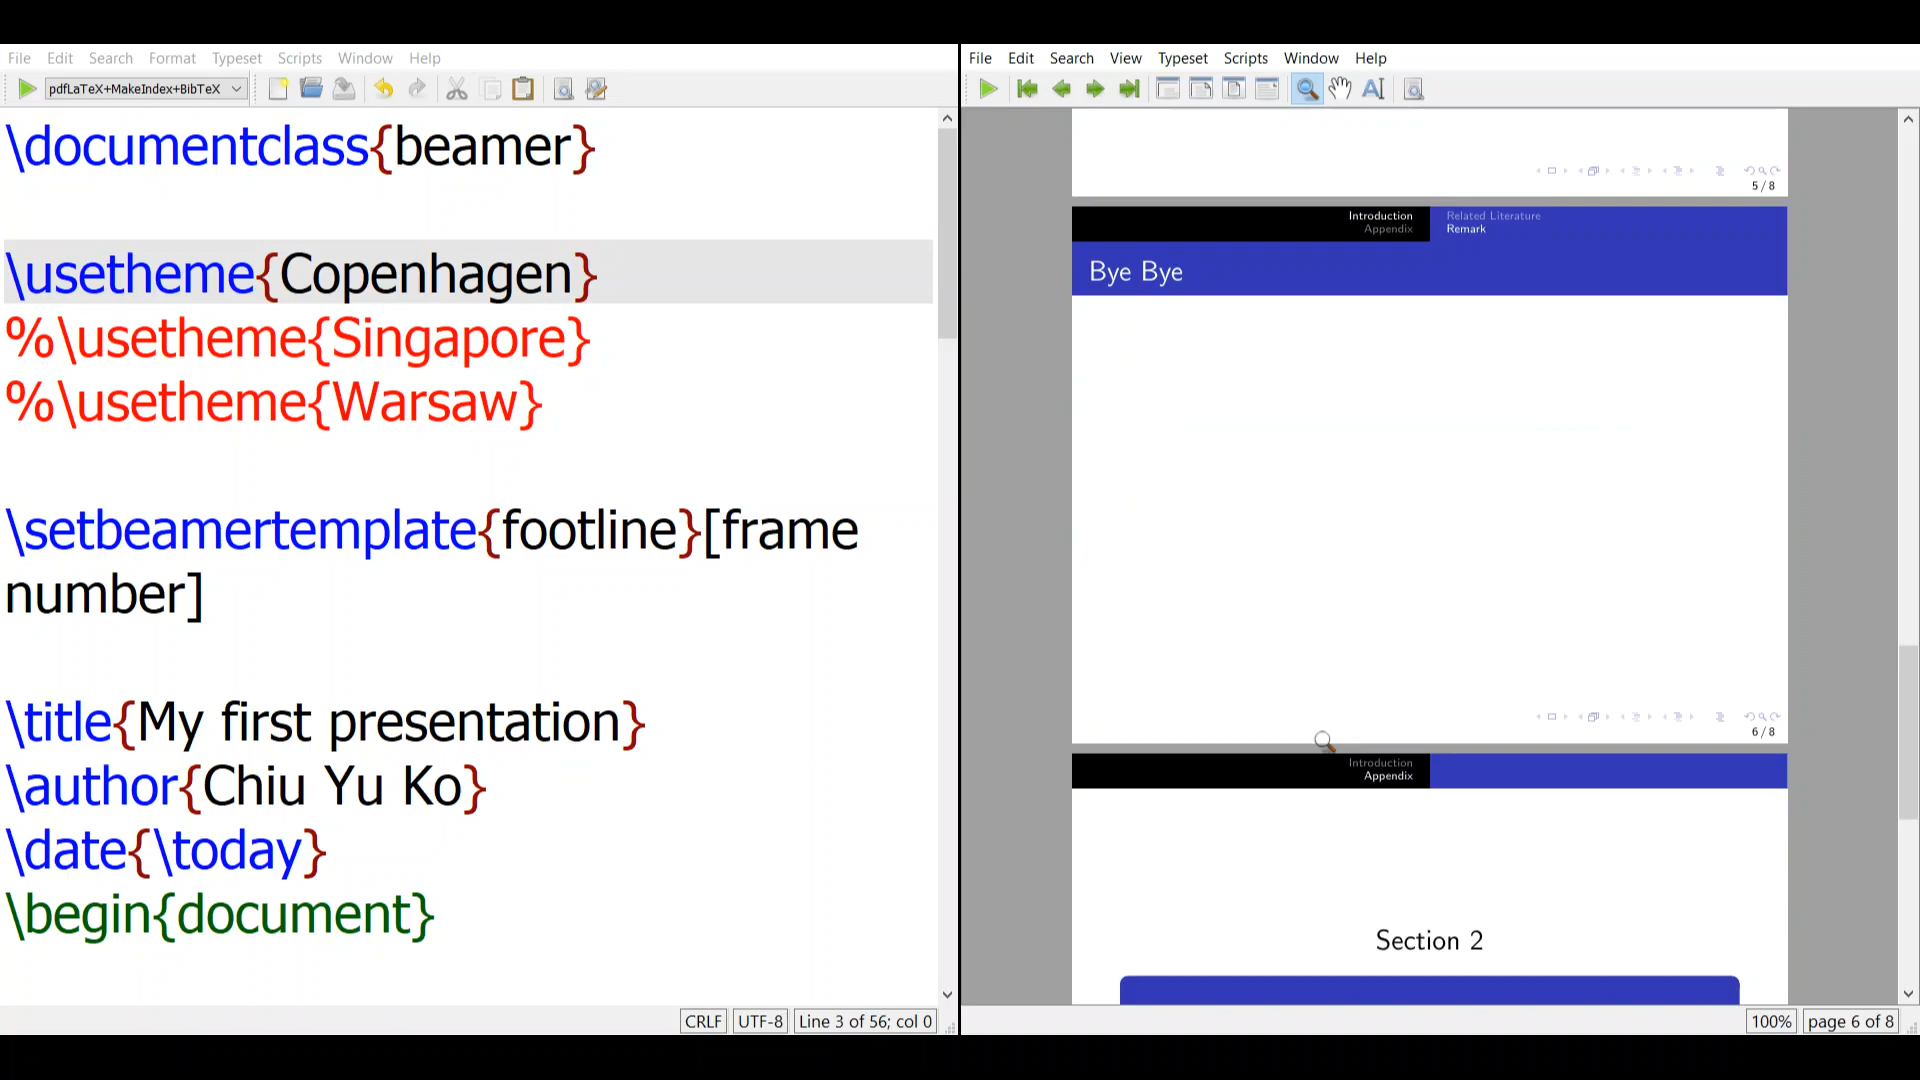 File Edit Search Format Typeset Scripts Window Help
pdfLaTeX+MakeIndex+BibTeX
\documentclass{beamer}
\usetheme{Copenhagen}
%\usetheme{Singapore}
%\usetheme{Warsaw}
\setbeamertemplate{footline}[frame
number]
\title{My first presentation}
\author{Chiu Yu Ko}
\date{\today}
\begin{document}
CRLF UTF-8 Line 3 of 56; col 0
File Edit Search View Typeset Scripts Window Help
5 / 8
Introduction Related Literature
Appendix Remark
Bye Bye
6 / 8
Introduction
Appendix
Section 2
100% page 6 of 8